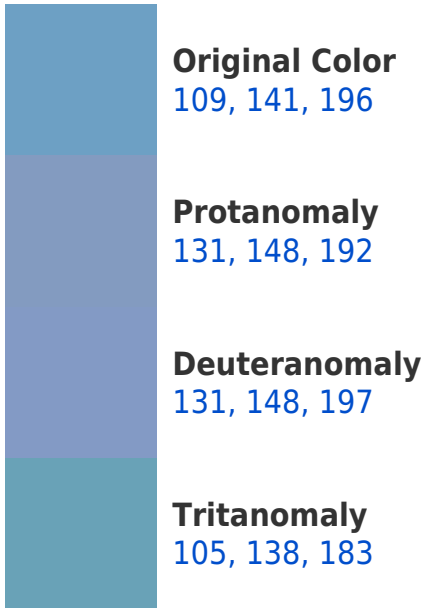 Original Color
109, 141, 196
Protanomaly
131, 148, 192
Deuteranomaly
131, 148, 197
Tritanomaly
105, 138, 183